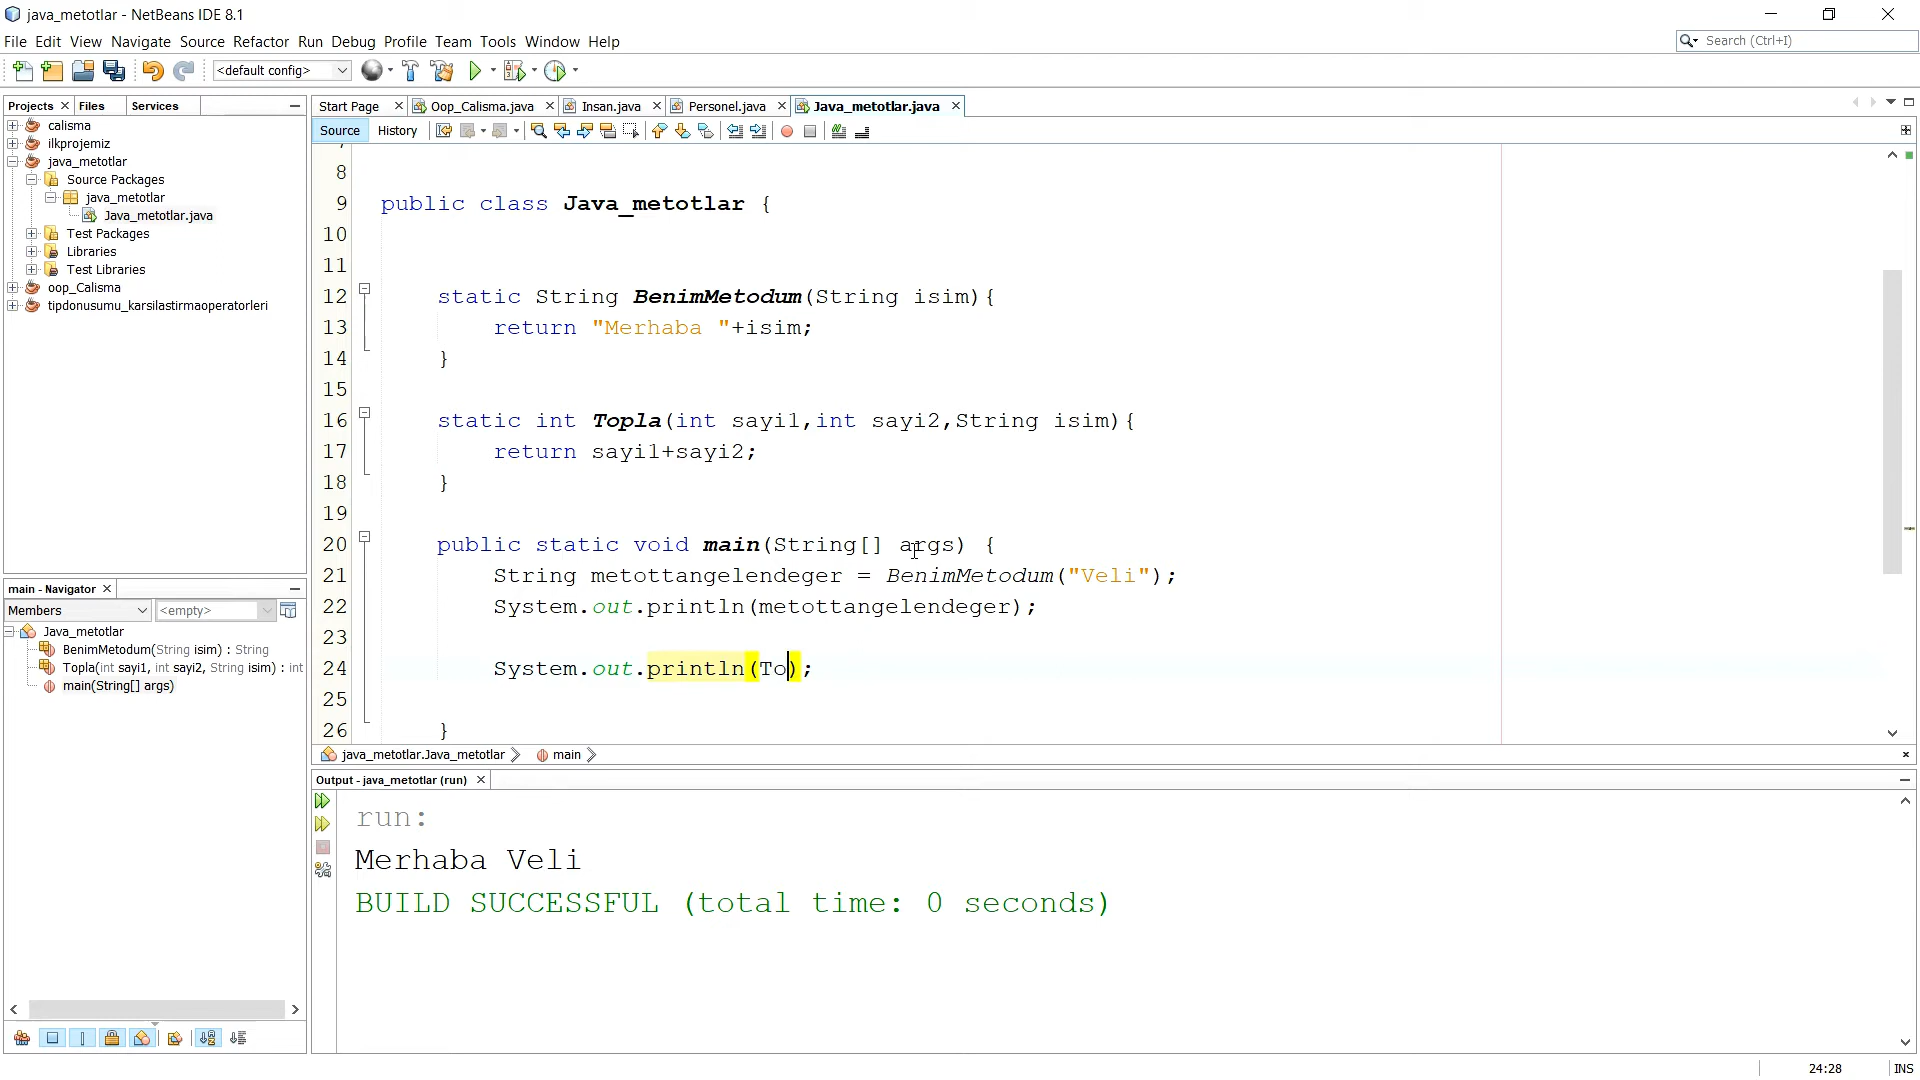 java_metotlar - NetBeans IDE 8.1
File Edit View Navigate Source Refactor Run Debug Profile Team Tools Window Help
Search (Ctrl+I)
<default config>
Projects Files Services
Start Page Oop_Calisma.java Insan.java Personel.java Java_metotlar.java
Source History
calisma
ilkprojemiz
java_metotlar
Source Packages
java_metotlar
Java_metotlar.java
Test Packages
Libraries
Test Libraries
oop_Calisma
tipdonusumu_karsilastirmaoperatorleri
8
9 public class Java_metotlar {
10
11
12 static String BenimMetodum(String isim){
13 return "Merhaba "+isim;
14 }
15
16 static int Topla(int sayi1,int sayi2,String isim){
17 return sayi1+sayi2;
18 }
19
20 public static void main(String[] args) {
21 String metottangelendeger = BenimMetodum("Veli");
22 System.out.println(metottangelendeger);
23
24 System.out.println(To);
25
26 }
java_metotlar.Java_metotlar main
main - Navigator
Members <empty>
Java_metotlar
BenimMetodum(String isim) : String
Topla(int sayi1, int sayi2, String isim) : int
main(String[] args)
Output - java_metotlar (run)
run:
Merhaba Veli
BUILD SUCCESSFUL (total time: 0 seconds)
24:28 INS